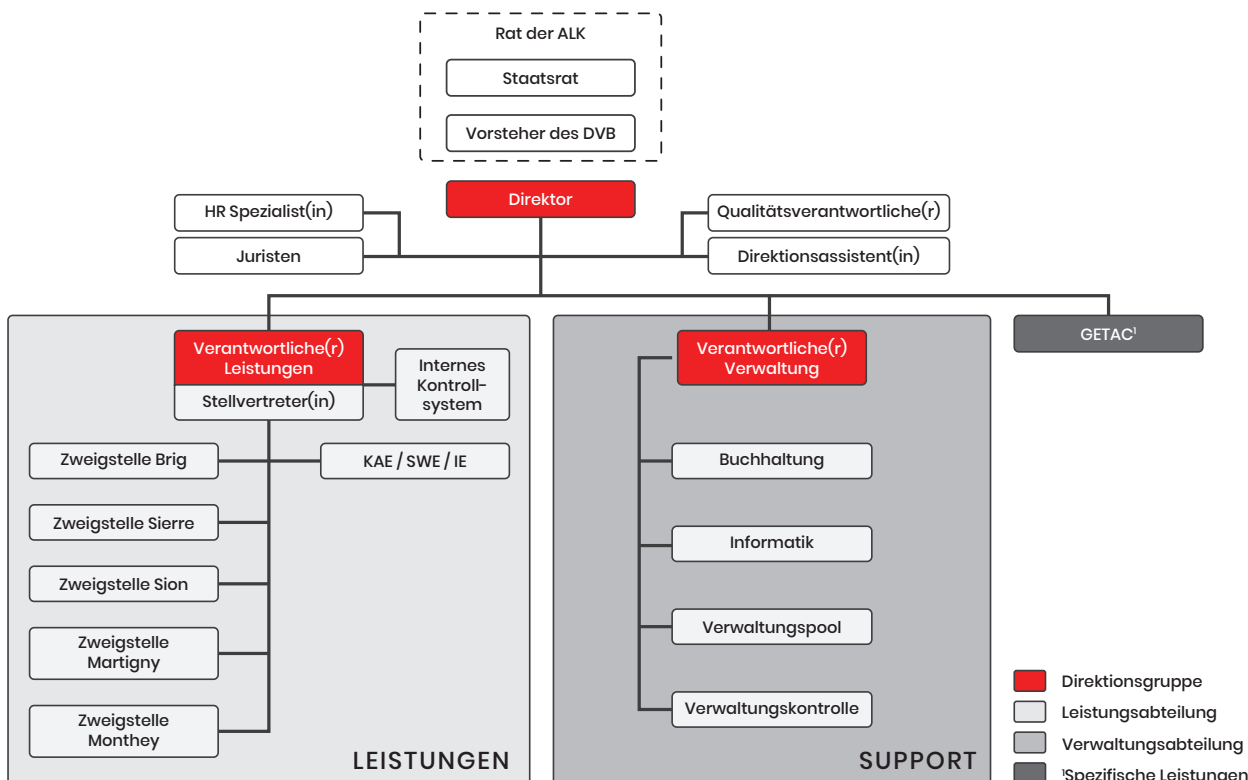 Rat der ALK
Staatsrat
Vorsteher des DVB
Direktor
HR Spezialist(in)
Qualitätsverantwortliche(r)
Juristen
Direktionsassistent(in)
Verantwortliche(r)
Leistungen
Stellvertreter(in)
Internes
Kontroll-
system
Zweigstelle Brig
KAE / SWE / IE
Zweigstelle Sierre
Zweigstelle Sion
Zweigstelle
Martigny
Zweigstelle
Monthey
LEISTUNGEN
Verantwortliche(r)
Verwaltung
Buchhaltung
Informatik
Verwaltungspool
Verwaltungskontrolle
SUPPORT
GETAC¹
Direktionsgruppe
Leistungsabteilung
Verwaltungsabteilung
¹Spezifische Leistungen